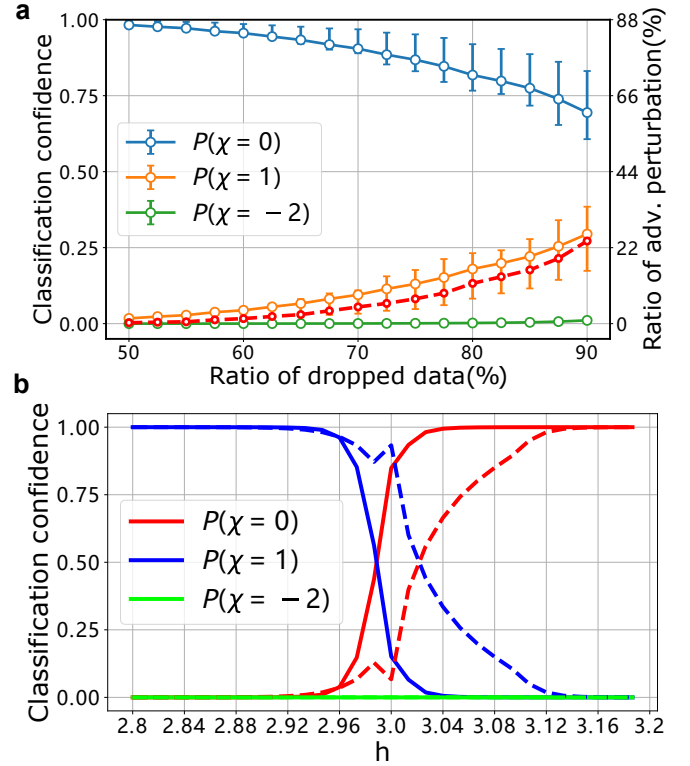 a
1.00
0.75
0.50
0.25
0.00
Classification confidence
88
66
44
22
0
Ratio of adv. perturbation(%)
P(χ = 0)
P(χ = 1)
P(χ = −2)
50 60 70 80 90
Ratio of dropped data(%)
b
1.00
0.75
0.50
0.25
0.00
Classification confidence
P(χ = 0)
P(χ = 1)
P(χ = −2)
2.8 2.84 2.88 2.92 2.96 3.0 3.04 3.08 3.12 3.16 3.2
h